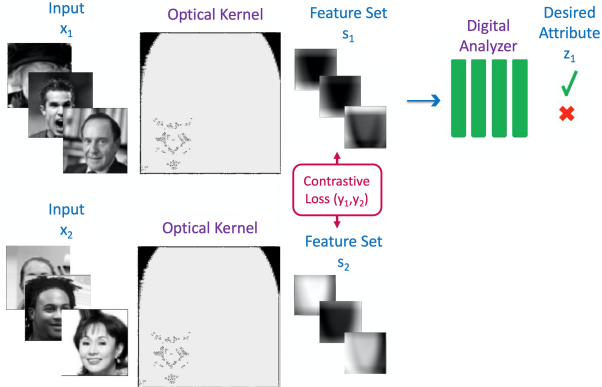 Input
x1
Optical Kernel
Feature Set
s1
Digital
Analyzer
Desired
Attribute
z1
Contrastive
Loss (y1,y2)
Input
x2
Optical Kernel
Feature Set
s2